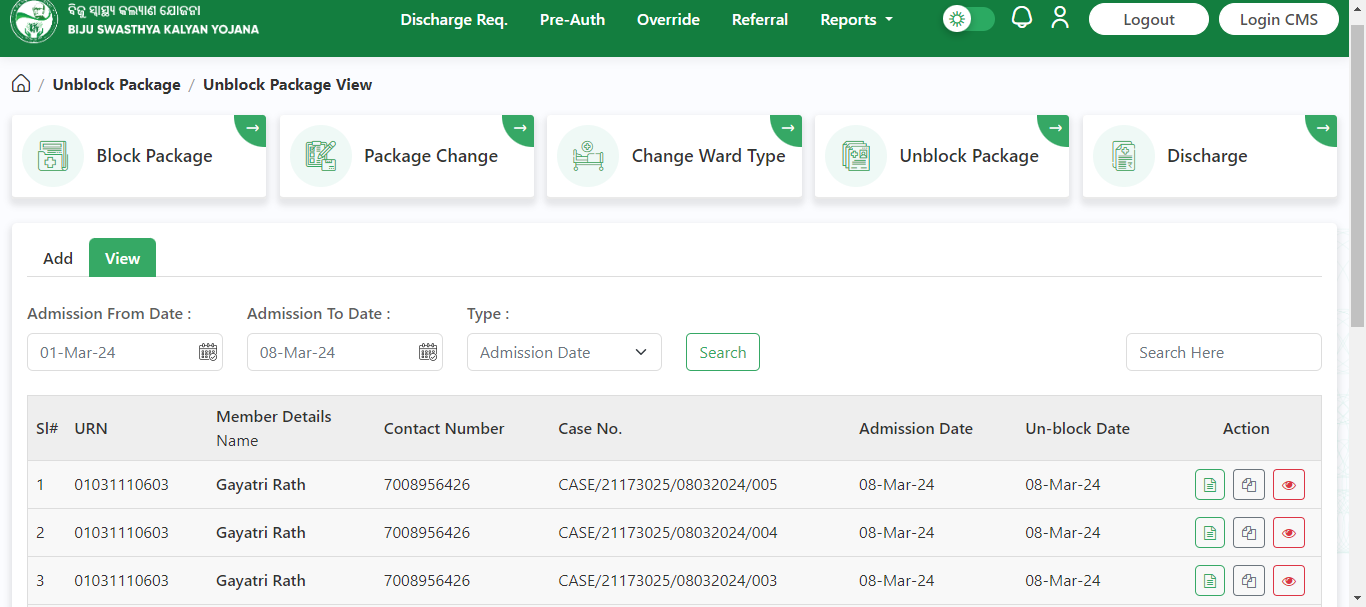 ବିଜୁ ସ୍ୱାସ୍ଥ୍ୟ କଲ୍ୟାଣ ଯୋଜନା
BIJU SWASTHYA KALYAN YOJANA
Discharge Req. Pre-Auth Override Referral Reports Logout Login CMS
/ Unblock Package / Unblock Package View
Block Package Package Change Change Ward Type Unblock Package Discharge
Add View
Admission From Date : Admission To Date : Type :
01-Mar-24 08-Mar-24 Admission Date Search Search Here
Sl# URN Member Details Name Contact Number Case No. Admission Date Un-block Date Action
1 01031110603 Gayatri Rath 7008956426 CASE/21173025/08032024/005 08-Mar-24 08-Mar-24
2 01031110603 Gayatri Rath 7008956426 CASE/21173025/08032024/004 08-Mar-24 08-Mar-24
3 01031110603 Gayatri Rath 7008956426 CASE/21173025/08032024/003 08-Mar-24 08-Mar-24